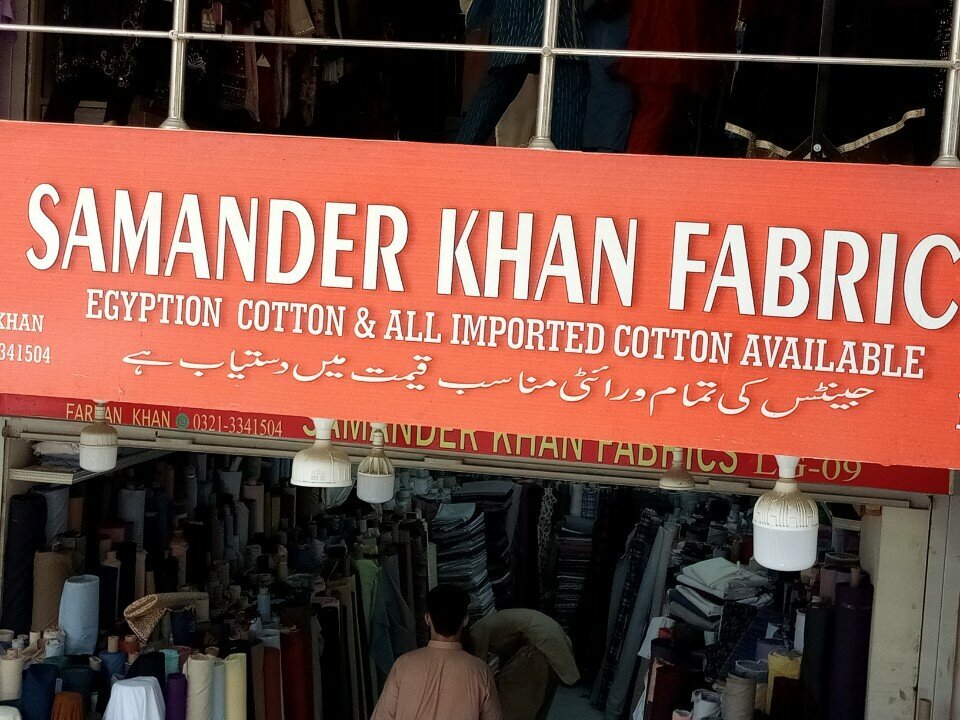 SAMANDER KHAN FABRIC
EGYPTION COTTON & ALL IMPORTED COTTON AVAILABLE
KHAN
3341504
جینٹس کی تمام ورائٹی مناسب قیمت میں دستیاب ہے
FARHAN KHAN 0321-3341504 SAMANDER KHAN FABRICS LG-09